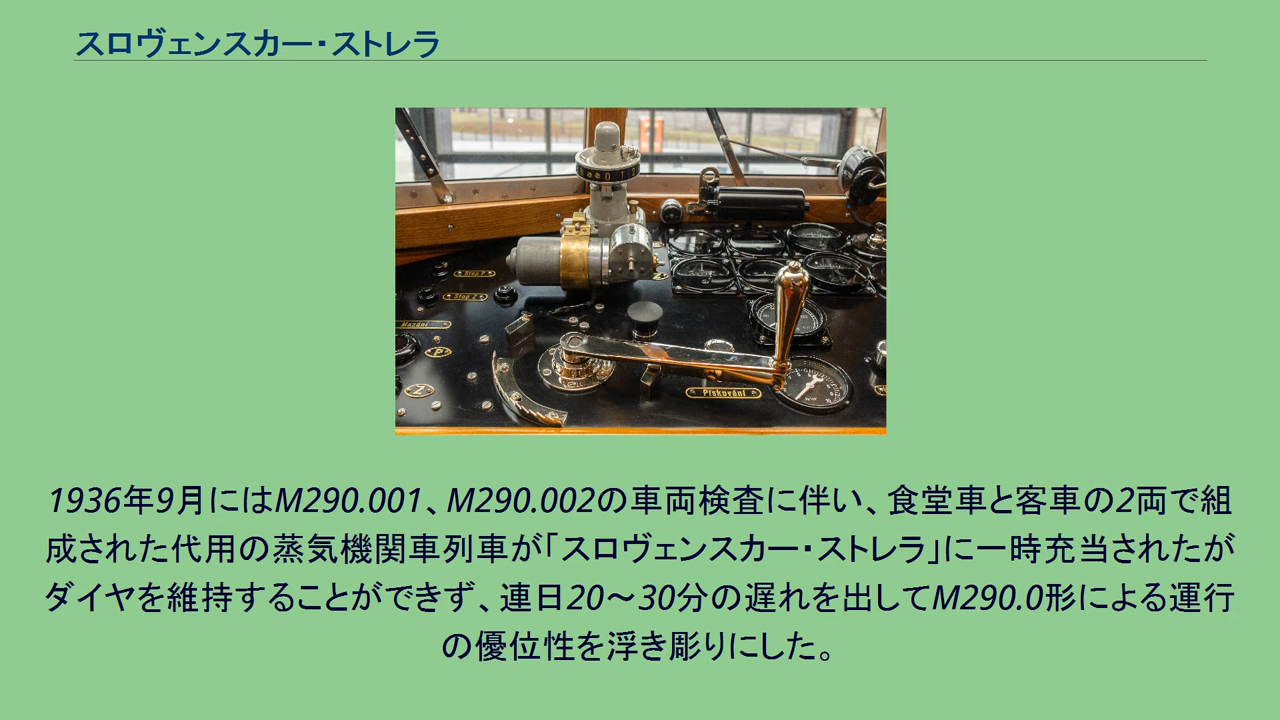 スロヴェンスカー・ストレラ
Stop P
Stop Z
Mazání
P
Z
Pískování
1936年9月にはM290.001、M290.002の車両検査に伴い、食堂車と客車の2両で組
成された代用の蒸気機関車列車が「スロヴェンスカー・ストレラ」に一時充当されたが
ダイヤを維持することができず、連日20～30分の遅れを出してM290.0形による運行
の優位性を浮き彫りにした。